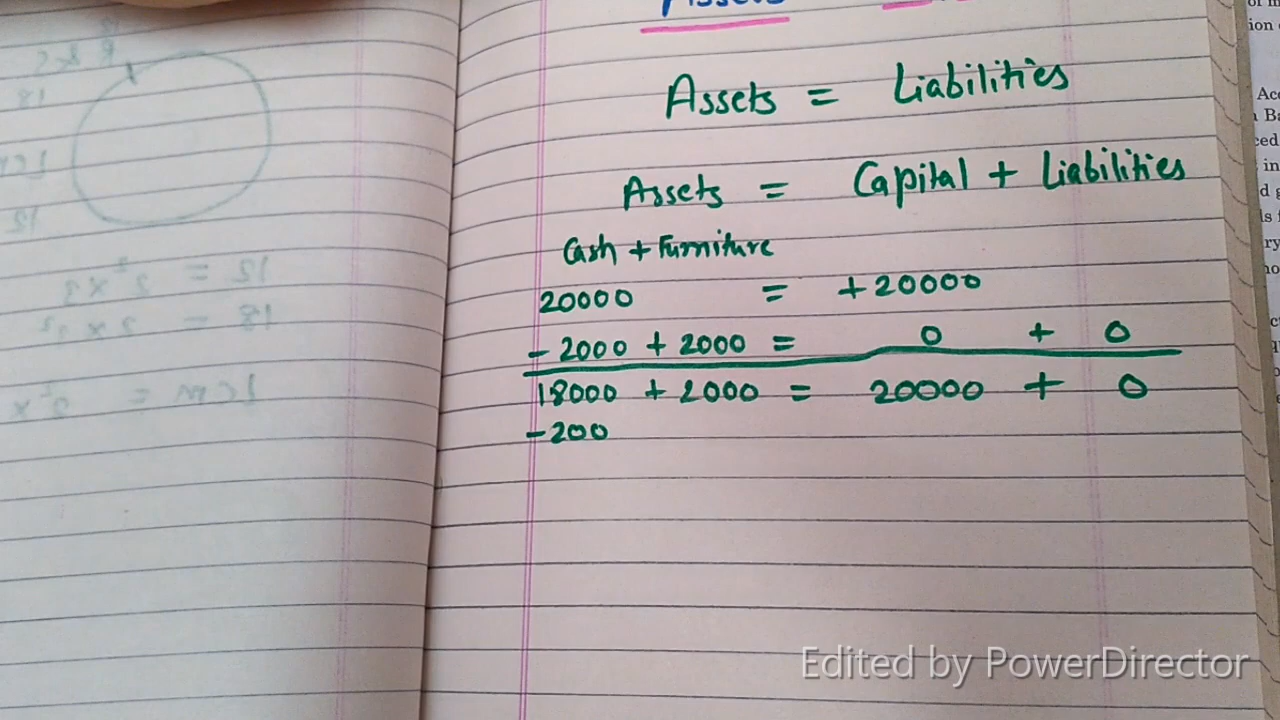 Assets
Assets = Liabilities
Assets = Capital + Liabilities
Cash + Furniture
20000 = +20000
- 2000 + 2000 = 0 + 0
18000 + 2000 = 20000 + 0
-200
Edited by PowerDirector